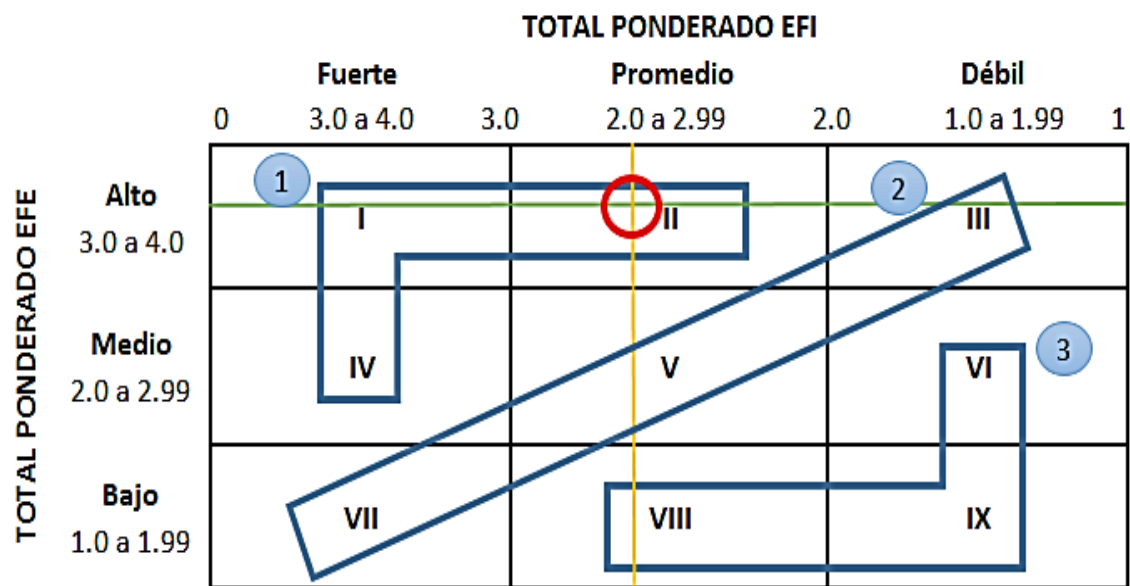 TOTAL PONDERADO EFI
Fuerte Promedio Débil
0 3.0 a 4.0 3.0 2.0 a 2.99 2.0 1.0 a 1.99 1
TOTAL PONDERADO EFE
1 2
Alto I II III
3.0 a 4.0
Medio 3
2.0 a 2.99 IV V VI
Bajo VII VIII IX
1.0 a 1.99